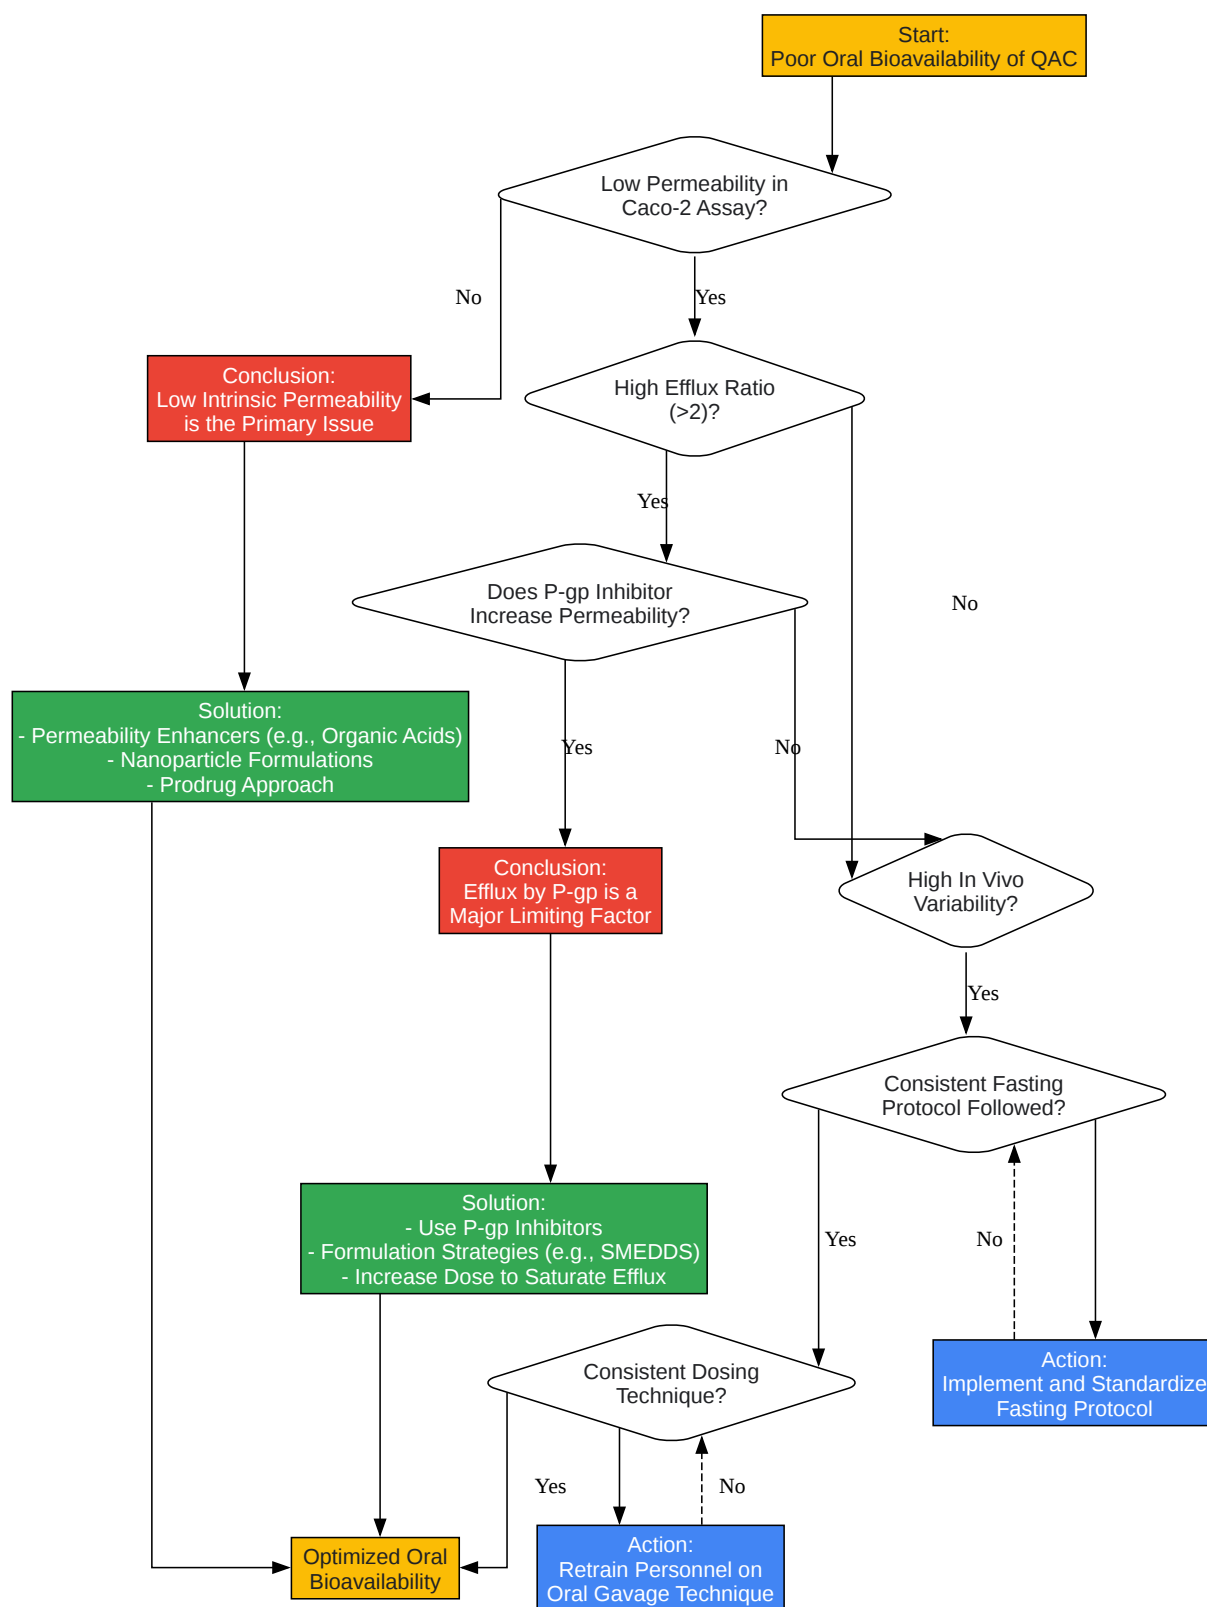 Start:
Poor Oral Bioavailability of QAC
Low Permeability in
Caco-2 Assay?
No
Yes
Conclusion:
Low Intrinsic Permeability
is the Primary Issue
High Efflux Ratio
(>2)?
Yes
Does P-gp Inhibitor
Increase Permeability?
No
Solution:
- Permeability Enhancers (e.g., Organic Acids)
- Nanoparticle Formulations
- Prodrug Approach
Yes
No
Conclusion:
Efflux by P-gp is a
Major Limiting Factor
High In Vivo
Variability?
Yes
Consistent Fasting
Protocol Followed?
Solution:
- Use P-gp Inhibitors
- Formulation Strategies (e.g., SMEDDS)
- Increase Dose to Saturate Efflux
Yes
No
Consistent Dosing
Technique?
Action:
Implement and Standardize
Fasting Protocol
Yes
No
Optimized Oral
Bioavailability
Action:
Retrain Personnel on
Oral Gavage Technique